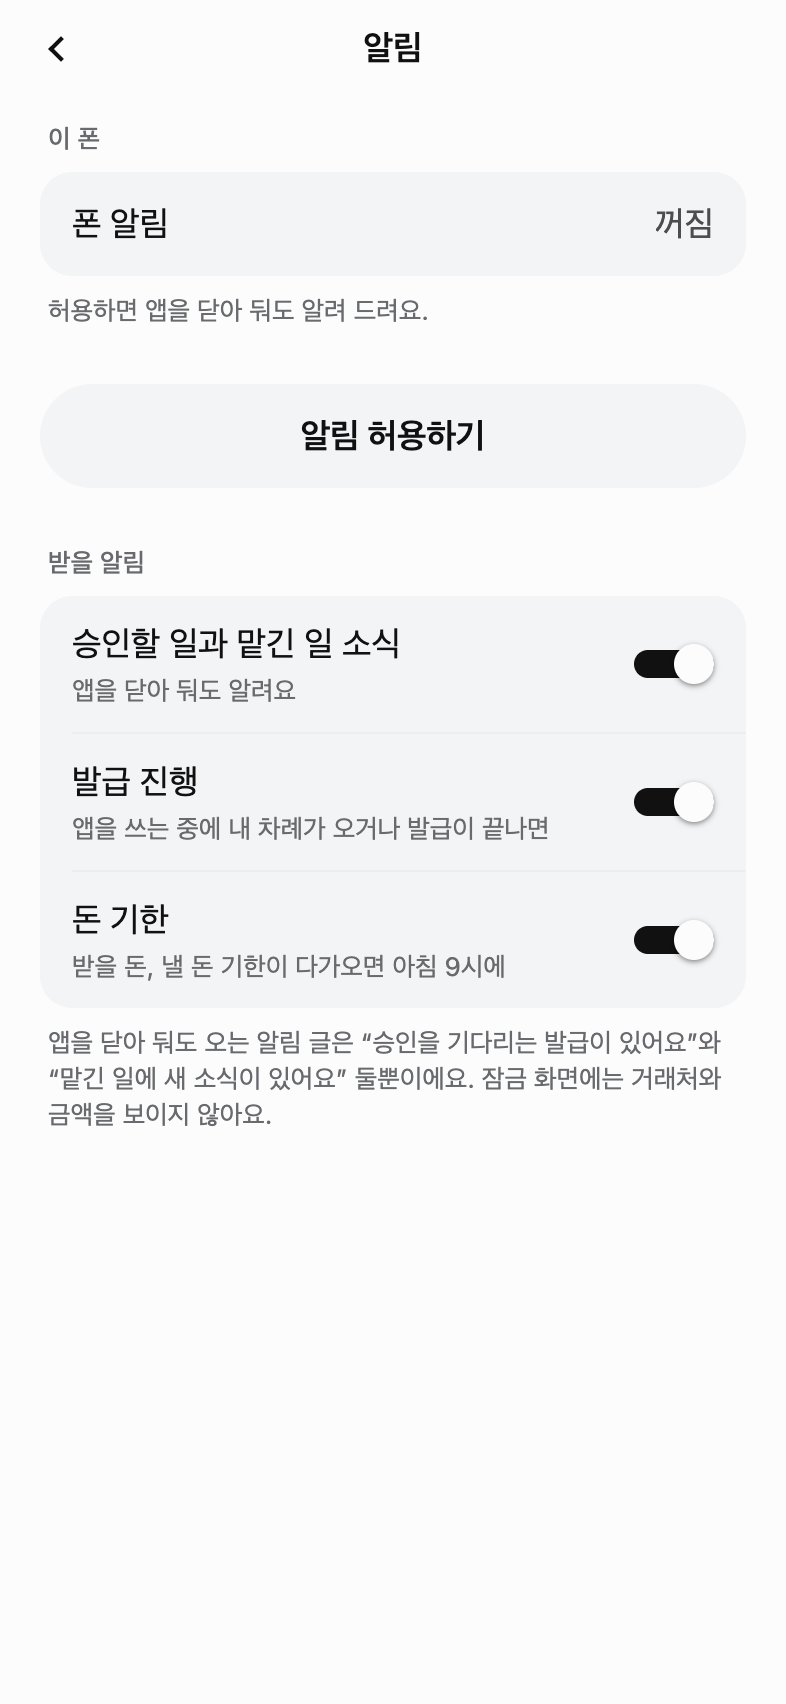 알림
이 폰
폰 알림 꺼짐
허용하면 앱을 닫아 둬도 알려 드려요.
알림 허용하기
받을 알림
승인할 일과 맡긴 일 소식
앱을 닫아 둬도 알려요
발급 진행
앱을 쓰는 중에 내 차례가 오거나 발급이 끝나면
돈 기한
받을 돈, 낼 돈 기한이 다가오면 아침 9시에
앱을 닫아 둬도 오는 알림 글은 “승인을 기다리는 발급이 있어요”와
“맡긴 일에 새 소식이 있어요” 둘뿐이에요. 잠금 화면에는 거래처와
금액을 보이지 않아요.